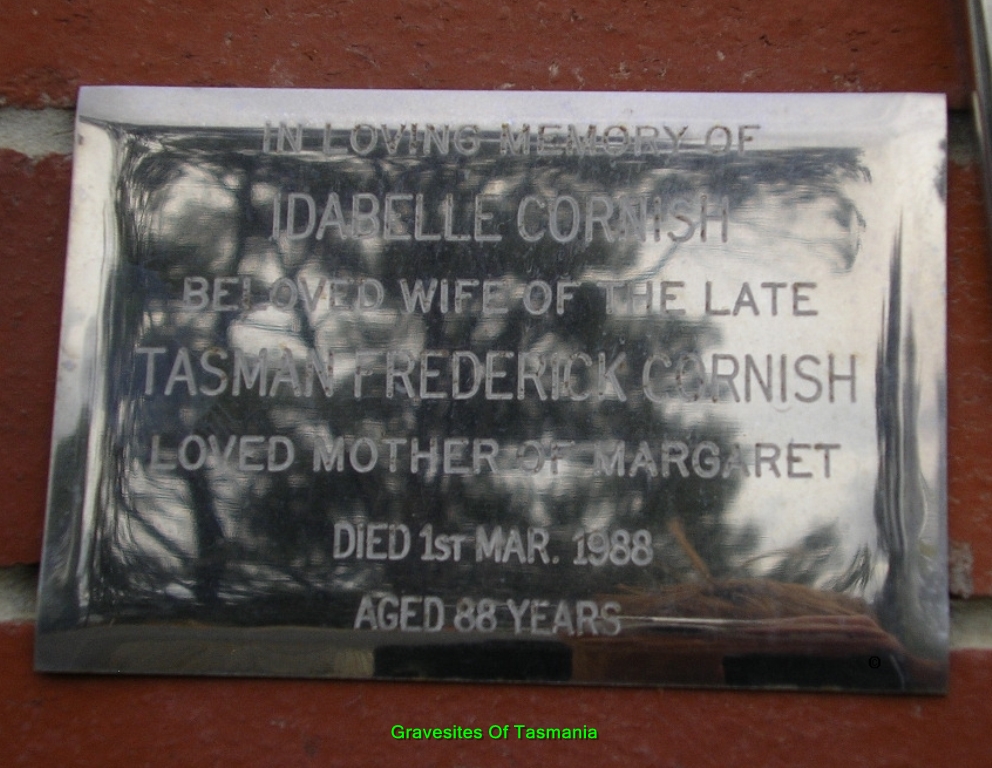 IN LOVING MEMORY OF
IDABELLE CORNISH
BELOVED WIFE OF THE LATE
TASMAN FREDERICK CORNISH
LOVED MOTHER OF MARGARET
DIED 1ST MAR. 1988
AGED 88 YEARS
©
Gravesites Of Tasmania